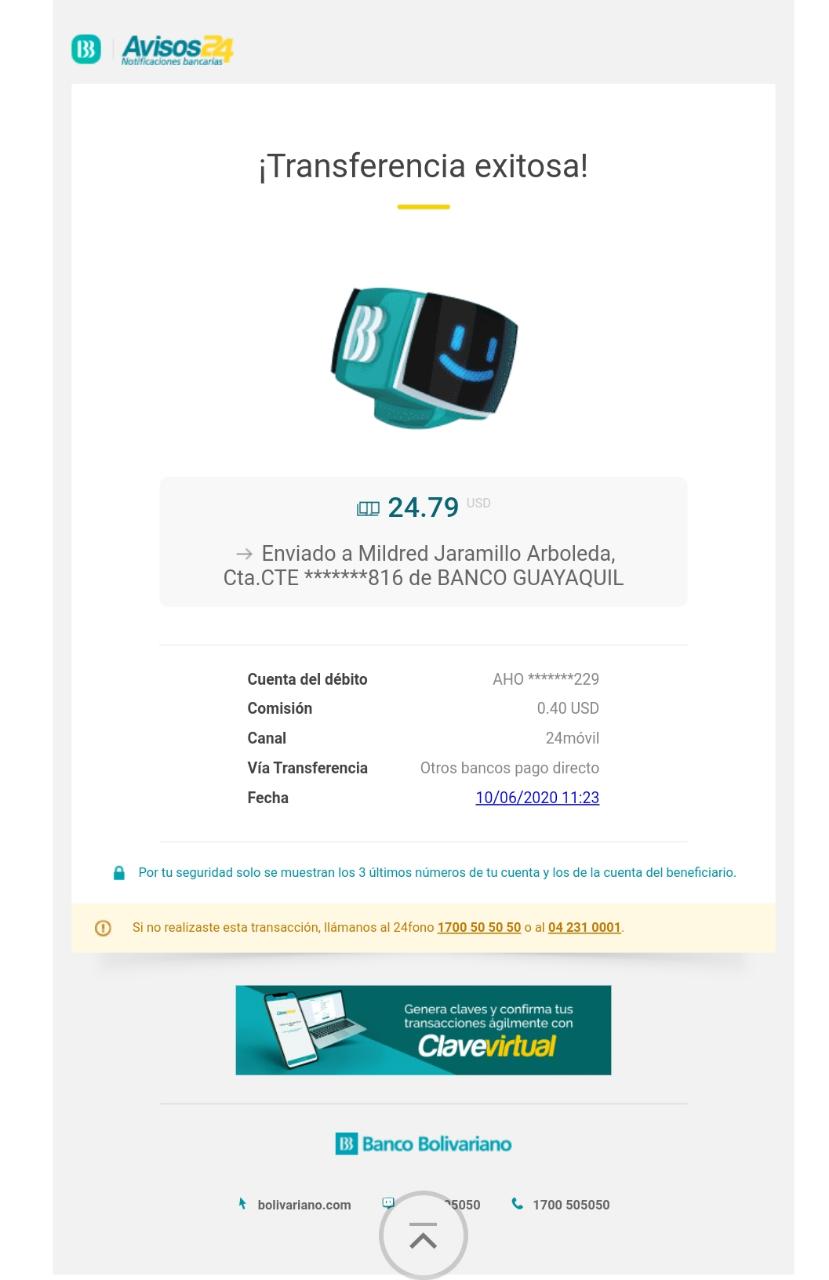 B Avisos24
Notificaciones bancarias
¡Transferencia exitosa!
B
24.79 USD
→ Enviado a Mildred Jaramillo Arboleda,
Cta.CTE *******816 de BANCO GUAYAQUIL
Cuenta del débito AHO *******229
Comisión 0.40 USD
Canal 24móvil
Vía Transferencia Otros bancos pago directo
Fecha 10/06/2020 11:23
Por tu seguridad solo se muestran los 3 últimos números de tu cuenta y los de la cuenta del beneficiario.
Si no realizaste esta transacción, llámanos al 24fono 1700 50 50 50 o al 04 231 0001.
Genera claves y confirma tus
transacciones ágilmente con
Clavevirtual
B Banco Bolivariano
bolivariano.com 5050 1700 505050